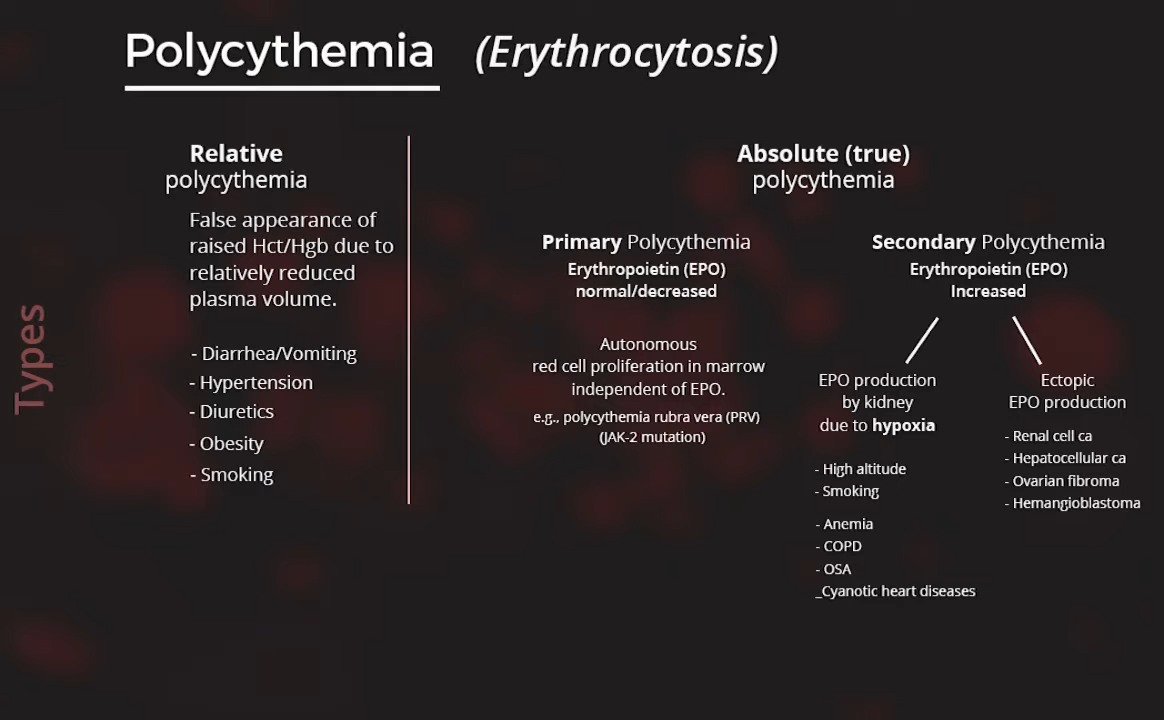 Polycythemia (Erythrocytosis)
Types
Relative
polycythemia
False appearance of
raised Hct/Hgb due to
relatively reduced
plasma volume.
- Diarrhea/Vomiting
- Hypertension
- Diuretics
- Obesity
- Smoking
Absolute (true)
polycythemia
Primary Polycythemia
Erythropoietin (EPO)
normal/decreased
Autonomous
red cell proliferation in marrow
independent of EPO.
e.g., polycythemia rubra vera (PRV)
(JAK-2 mutation)
Secondary Polycythemia
Erythropoietin (EPO)
Increased
EPO production
by kidney
due to hypoxia
- High altitude
- Smoking
- Anemia
- COPD
- OSA
_Cyanotic heart diseases
Ectopic
EPO production
- Renal cell ca
- Hepatocellular ca
- Ovarian fibroma
- Hemangioblastoma